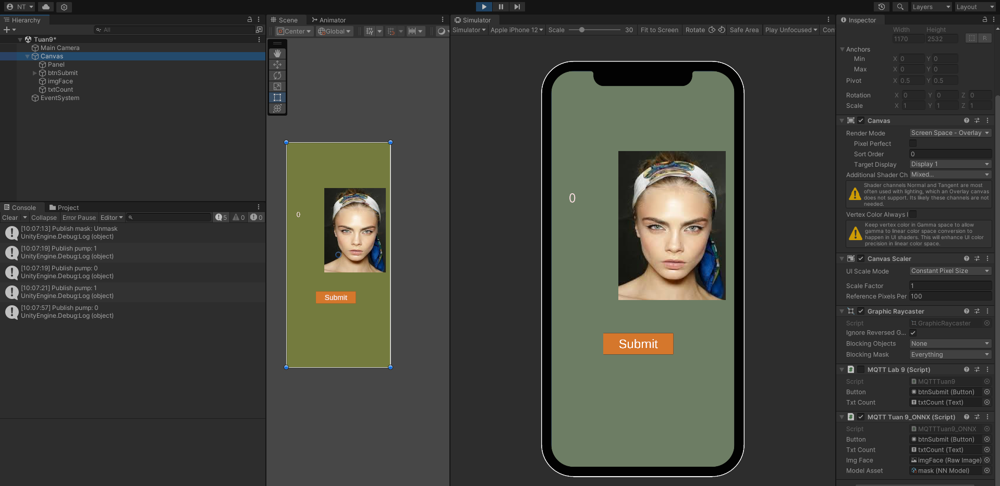 NT
Layers
Layout
Hierarchy
All
Tuan9*
Main Camera
Canvas
Panel
btnSubmit
imgFace
txtCount
EventSystem
Console
Project
Clear
Collapse
Error Pause
Editor
5
0
0
[10:07:13] Publish mask: Unmask
UnityEngine.Debug:Log (object)
[10:07:19] Publish pump: 1
UnityEngine.Debug:Log (object)
[10:07:19] Publish pump: 0
UnityEngine.Debug:Log (object)
[10:07:21] Publish pump: 1
UnityEngine.Debug:Log (object)
[10:07:57] Publish pump: 0
UnityEngine.Debug:Log (object)
Scene
Animator
Center
Global
0
Submit
Simulator
Simulator
Apple iPhone 12
Scale
30
Fit to Screen
Rotate
Safe Area
Play Unfocused
Con
0
Submit
Inspector
Width Height
1170 2532
R
Anchors
Min X 0 Y 0
Max X 0 Y 0
Pivot X 0.5 Y 0.5
Rotation X 0 Y 0 Z 0
Scale X 1 Y 1 Z 1
Canvas
Render Mode Screen Space - Overlay
Pixel Perfect
Sort Order 0
Target Display Display 1
Additional Shader Ch Mixed...
Shader channels Normal and Tangent are most
often used with lighting, which an Overlay canvas
does not support. Its likely these channels are not
needed.
Vertex Color Always I
Keep vertex color in Gamma space to allow
gamma to linear color space conversion to
happen in UI shaders. This will enhance UI color
precision in linear color space.
Canvas Scaler
UI Scale Mode Constant Pixel Size
Scale Factor 1
Reference Pixels Per 100
Graphic Raycaster
Script GraphicRaycaster
Ignore Reversed G...
Blocking Objects None
Blocking Mask Everything
# MQTT Lab 9 (Script)
Script MQTTTuan9
Button btnSubmit (Button)
Txt Count txtCount (Text)
# MQTT Tuan 9_ONNX (Script)
Script MQTTTuan9_ONNX
Button btnSubmit (Button)
Txt Count txtCount (Text)
Img Face imgFace (Raw Image)
Model Asset mask (NN Model)